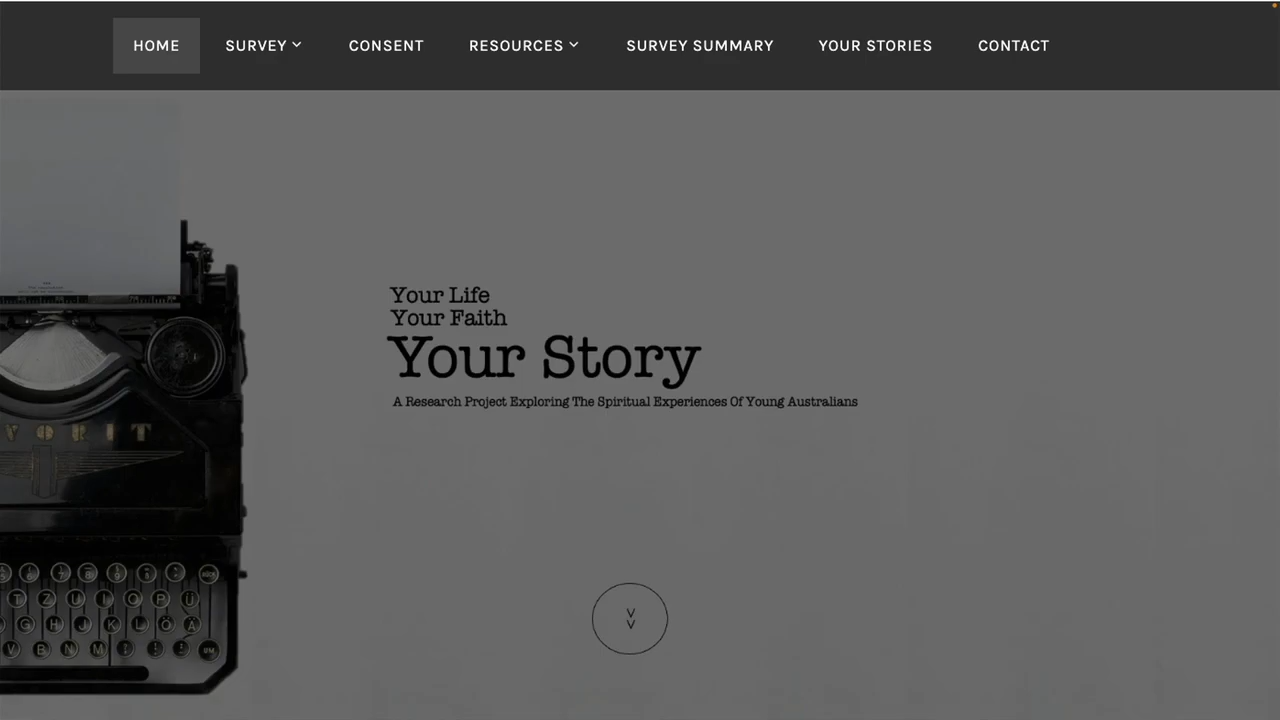 HOME SURVEY CONSENT RESOURCES SURVEY SUMMARY YOUR STORIES CONTACT
Your Life
Your Faith
Your Story
A Research Project Exploring The Spiritual Experiences Of Young Australians
V O R I T
T Z U I O P Ü
G H J K L Ö Ä
V B N M